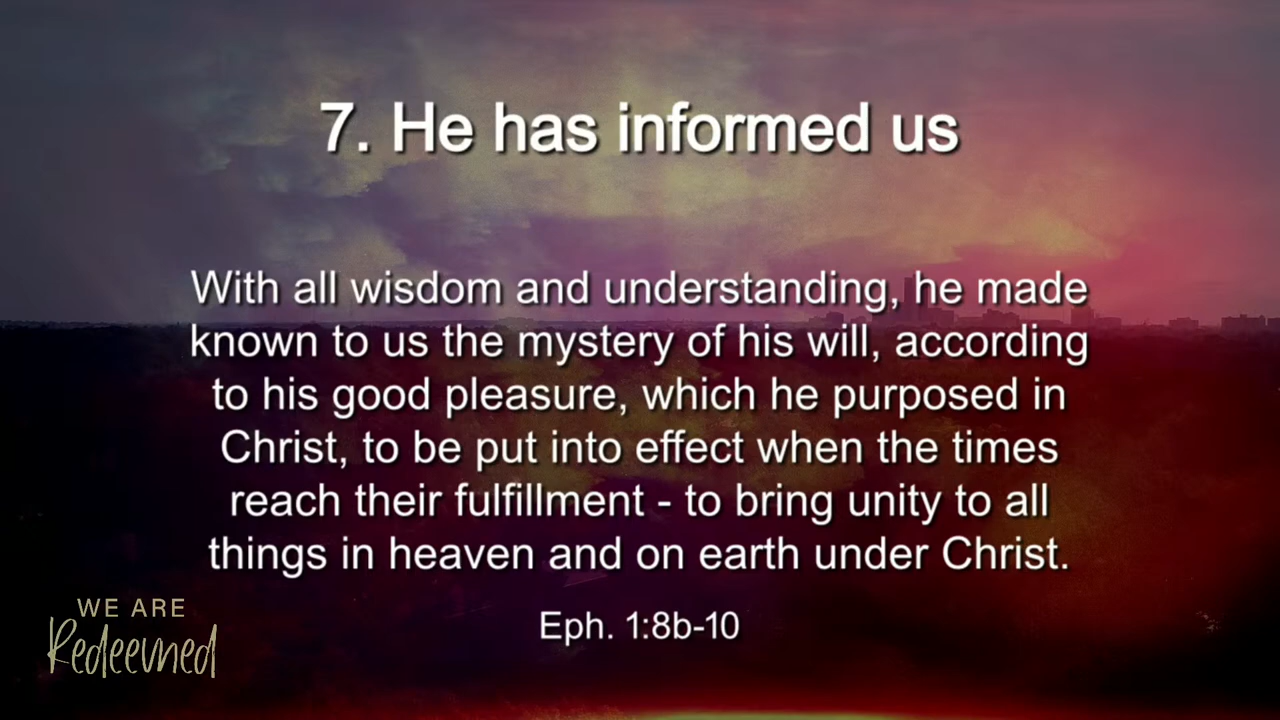 7. He has informed us
With all wisdom and understanding, he made
known to us the mystery of his will, according
to his good pleasure, which he purposed in
Christ, to be put into effect when the times
reach their fulfillment - to bring unity to all
things in heaven and on earth under Christ.
Eph. 1:8b-10
WE ARE
Redeemed